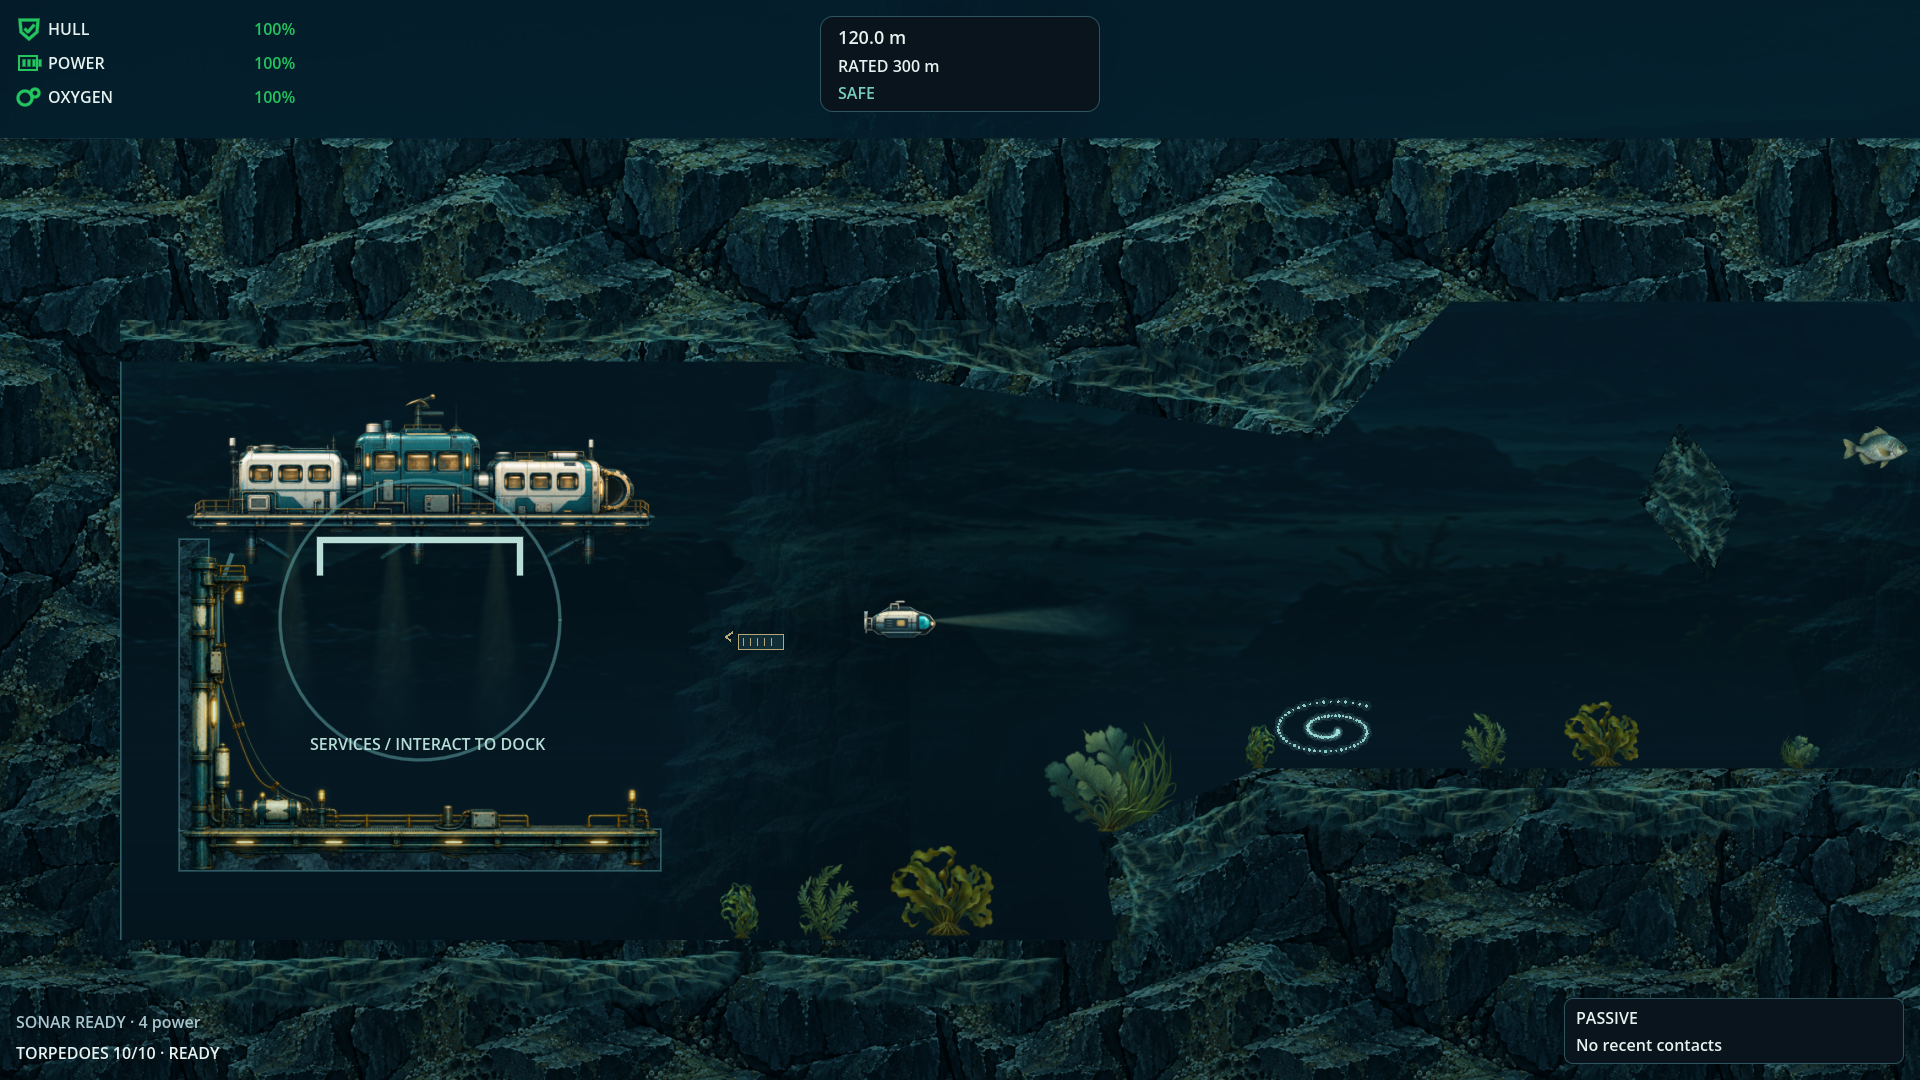 HULL 100%
POWER 100%
OXYGEN 100%
120.0 m
RATED 300 m
SAFE
SERVICES / INTERACT TO DOCK
SONAR READY · 4 power
TORPEDOES 10/10 · READY
PASSIVE
No recent contacts